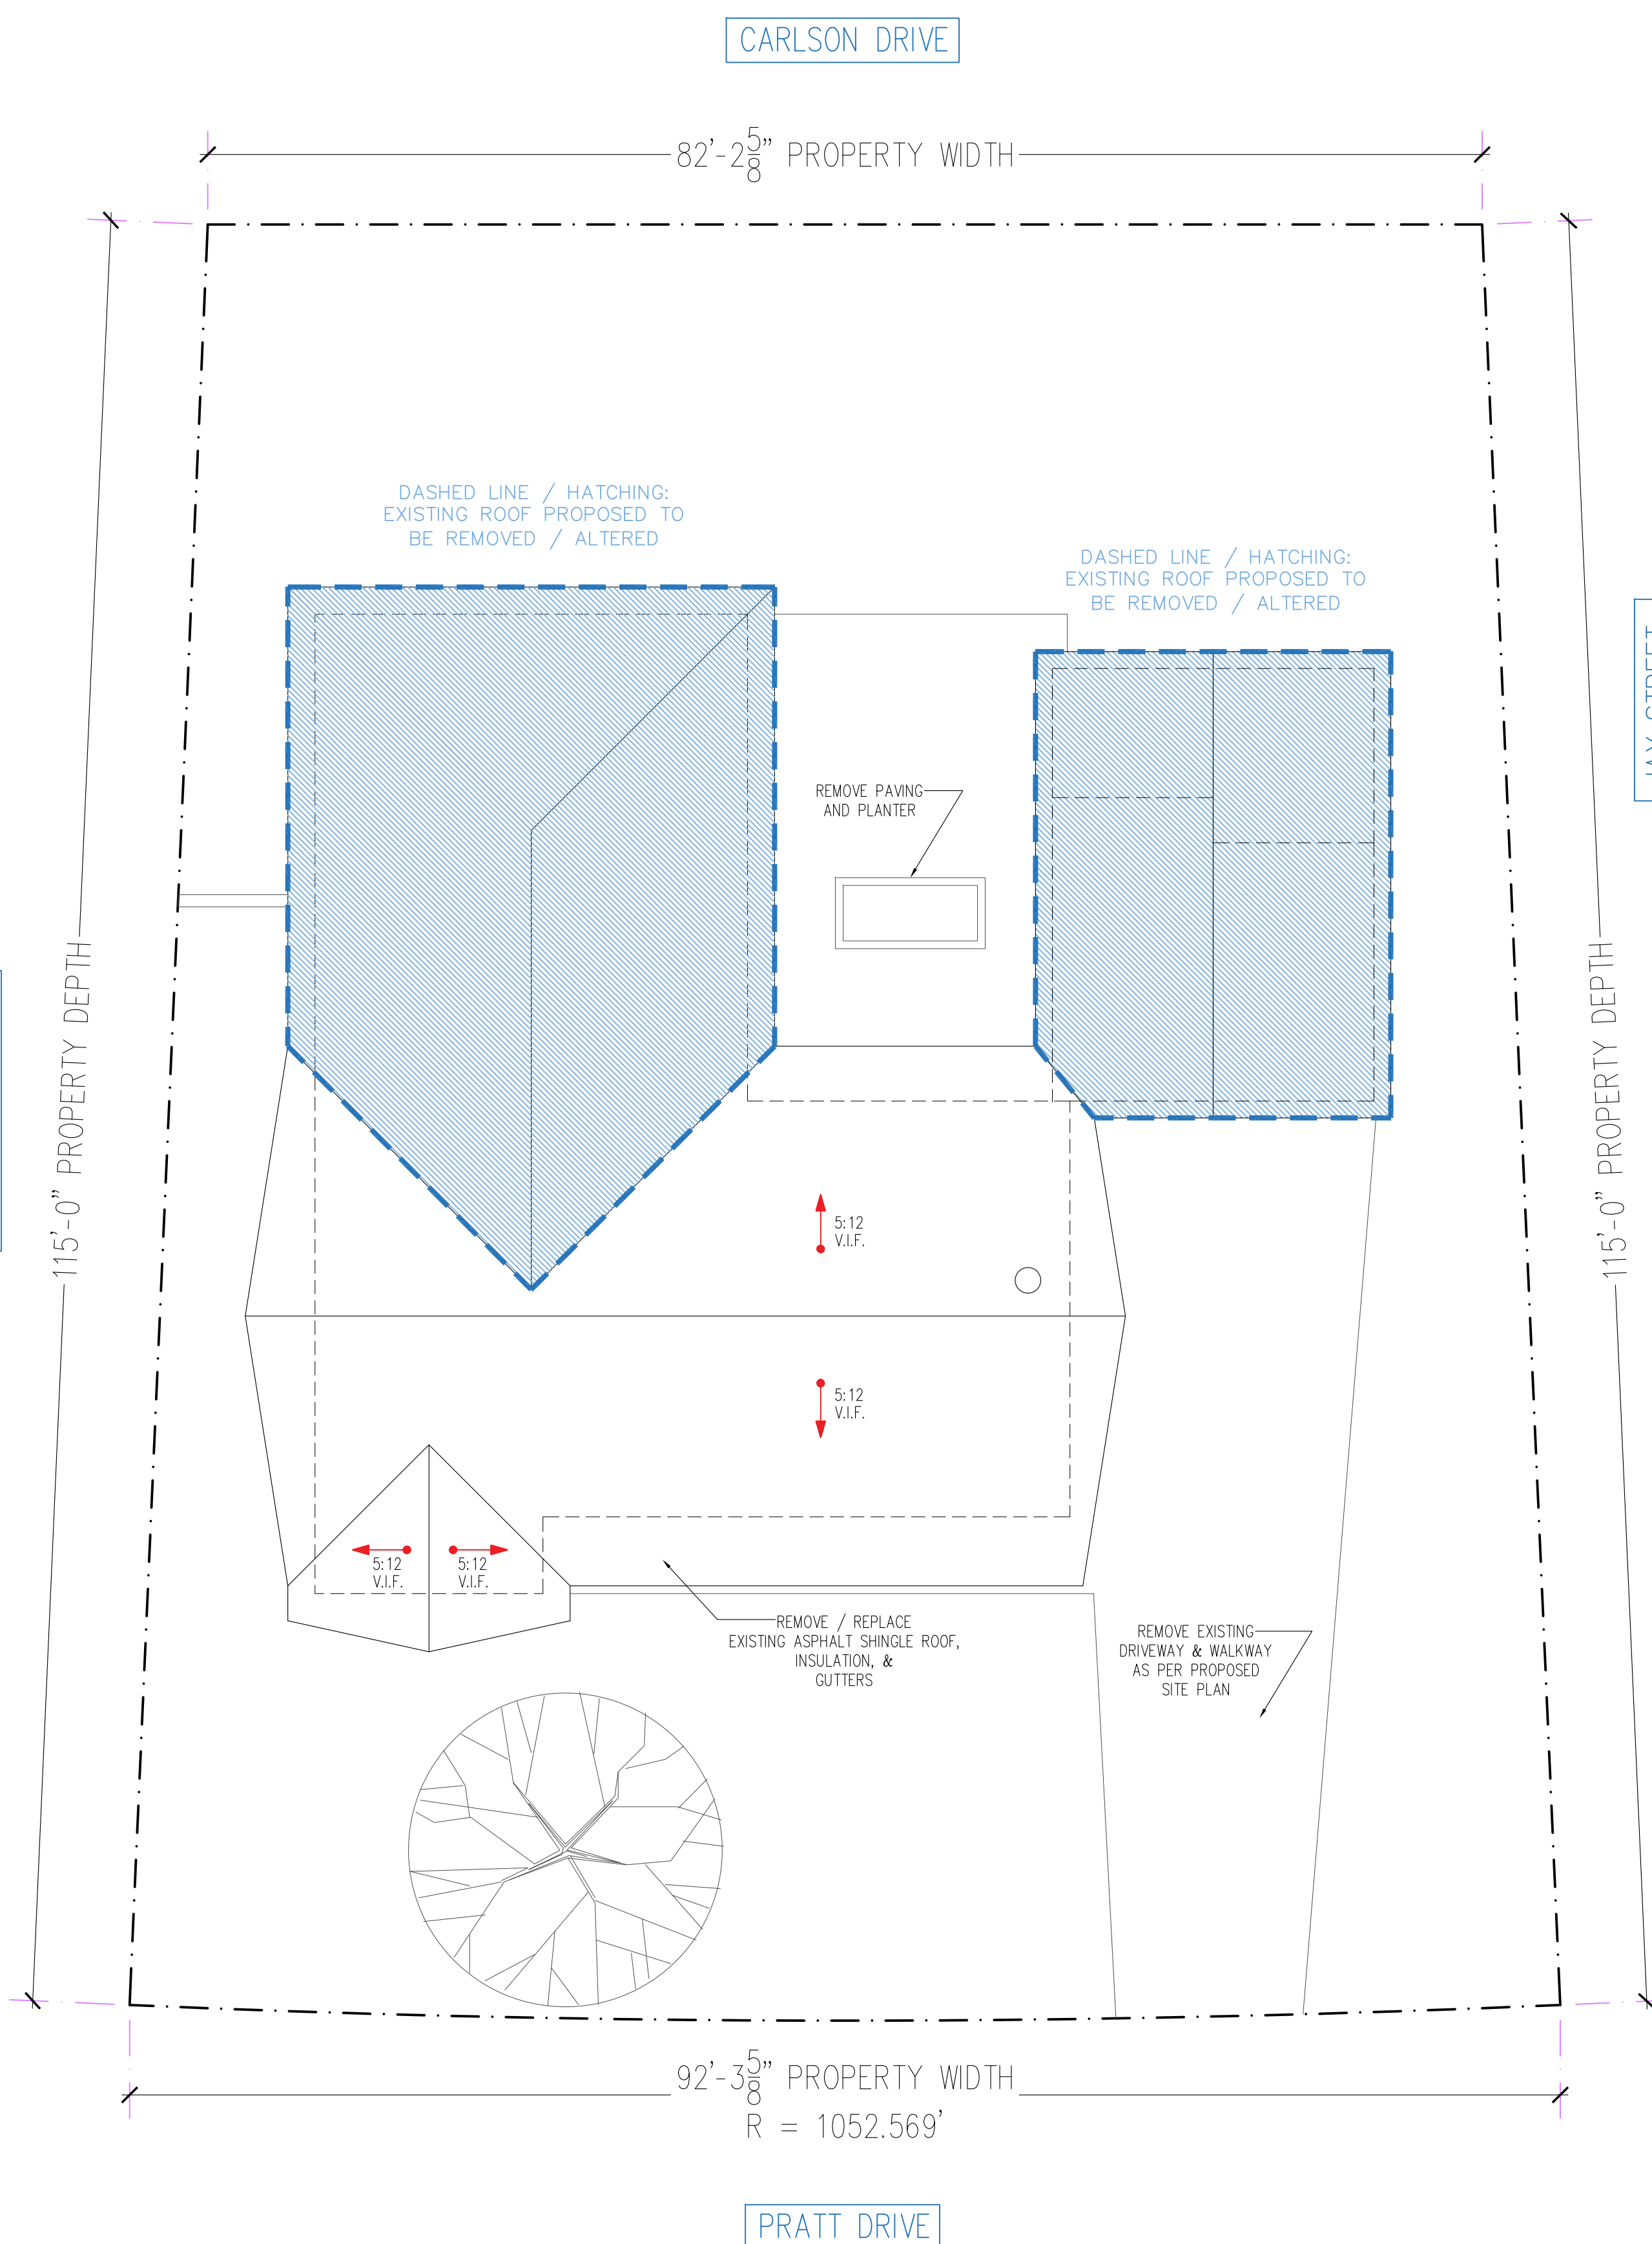 CARLSON DRIVE
82'-2 5/8" PROPERTY WIDTH
DASHED LINE / HATCHING:
EXISTING ROOF PROPOSED TO
BE REMOVED / ALTERED
DASHED LINE / HATCHING:
EXISTING ROOF PROPOSED TO
BE REMOVED / ALTERED
REMOVE PAVING
AND PLANTER
115'-0" PROPERTY DEPTH
115'-0" PROPERTY DEPTH
5:12
V.I.F.
5:12
V.I.F.
5:12
V.I.F.
5:12
V.I.F.
REMOVE / REPLACE
EXISTING ASPHALT SHINGLE ROOF,
INSULATION, &
GUTTERS
REMOVE EXISTING
DRIVEWAY & WALKWAY
AS PER PROPOSED
SITE PLAN
92'-3 5/8" PROPERTY WIDTH
R = 1052.569'
PRATT DRIVE